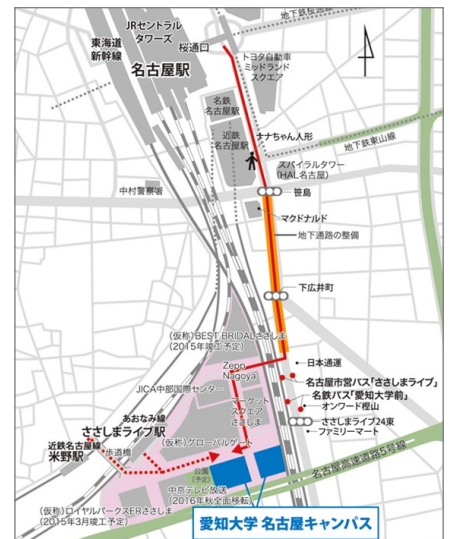 地下鉄桜通線
JRセントラル
タワーズ
桜通口
東海道
新幹線
名古屋駅
トヨタ自動車
ミッドランド
スクエア
名鉄
名古屋駅
近鉄
名古屋駅
ナナちゃん人形
地下鉄東山線
スパイラルタワー
(HAL名古屋)
中村警察署
笹島
マクドナルド
地下通路の整備
下広井町
(仮称)BEST BRIDALささしま
(2015年竣工予定)
Zepp
Nagoya
日本通運
JICA中部国際センター
名古屋市営バス「ささしまライブ」
名鉄バス「愛知大学前」
オンワード樫山
マーケット
スクエア
ささしま
あおなみ線
ささしまライブ駅
ささしまライブ24東
ファミリーマート
近鉄名古屋線
米野駅
歩道橋
(仮称)グローバルゲート
名古屋高速道路5号線
公園
(予定)
中京テレビ放送
(2016年秋全面移転)
(仮称)ロイヤルパークスERささしま
(2015年3月竣工予定)
愛知大学 名古屋キャンパス